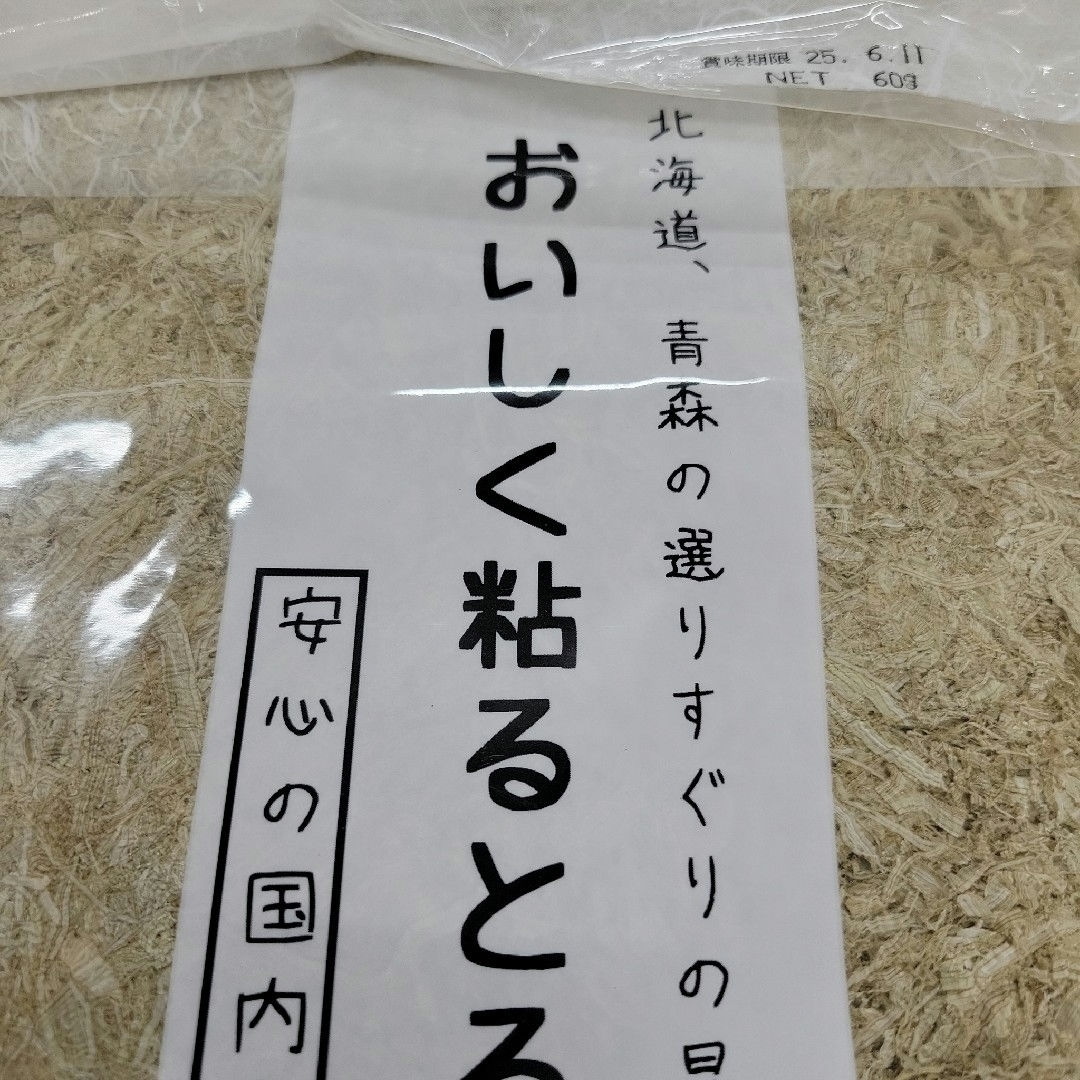 賞味期限 25. 6.11
NET 60g
北海道、青森の選りすぐりの
おいしく粘ると
安心の国内